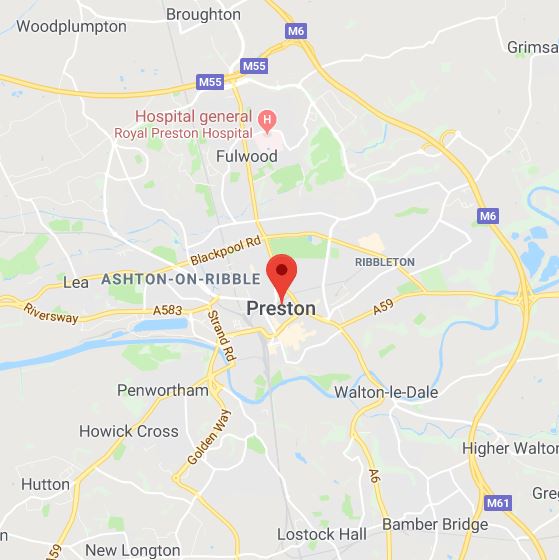 Broughton
Woodplumpton
M6
Grimsa
M55
M55
Hospital general
Royal Preston Hospital
H
Fulwood
M6
Blackpool Rd
RIBBLETON
Lea
ASHTON-ON-RIBBLE
Riversway
A583
Preston
A59
Strand Rd
Penwortham
Walton-le-Dale
Howick Cross
Golden Way
Higher Walton
A6
Hutton
Greg
M61
Bamber Bridge
Lostock Hall
New Longton
A59
n